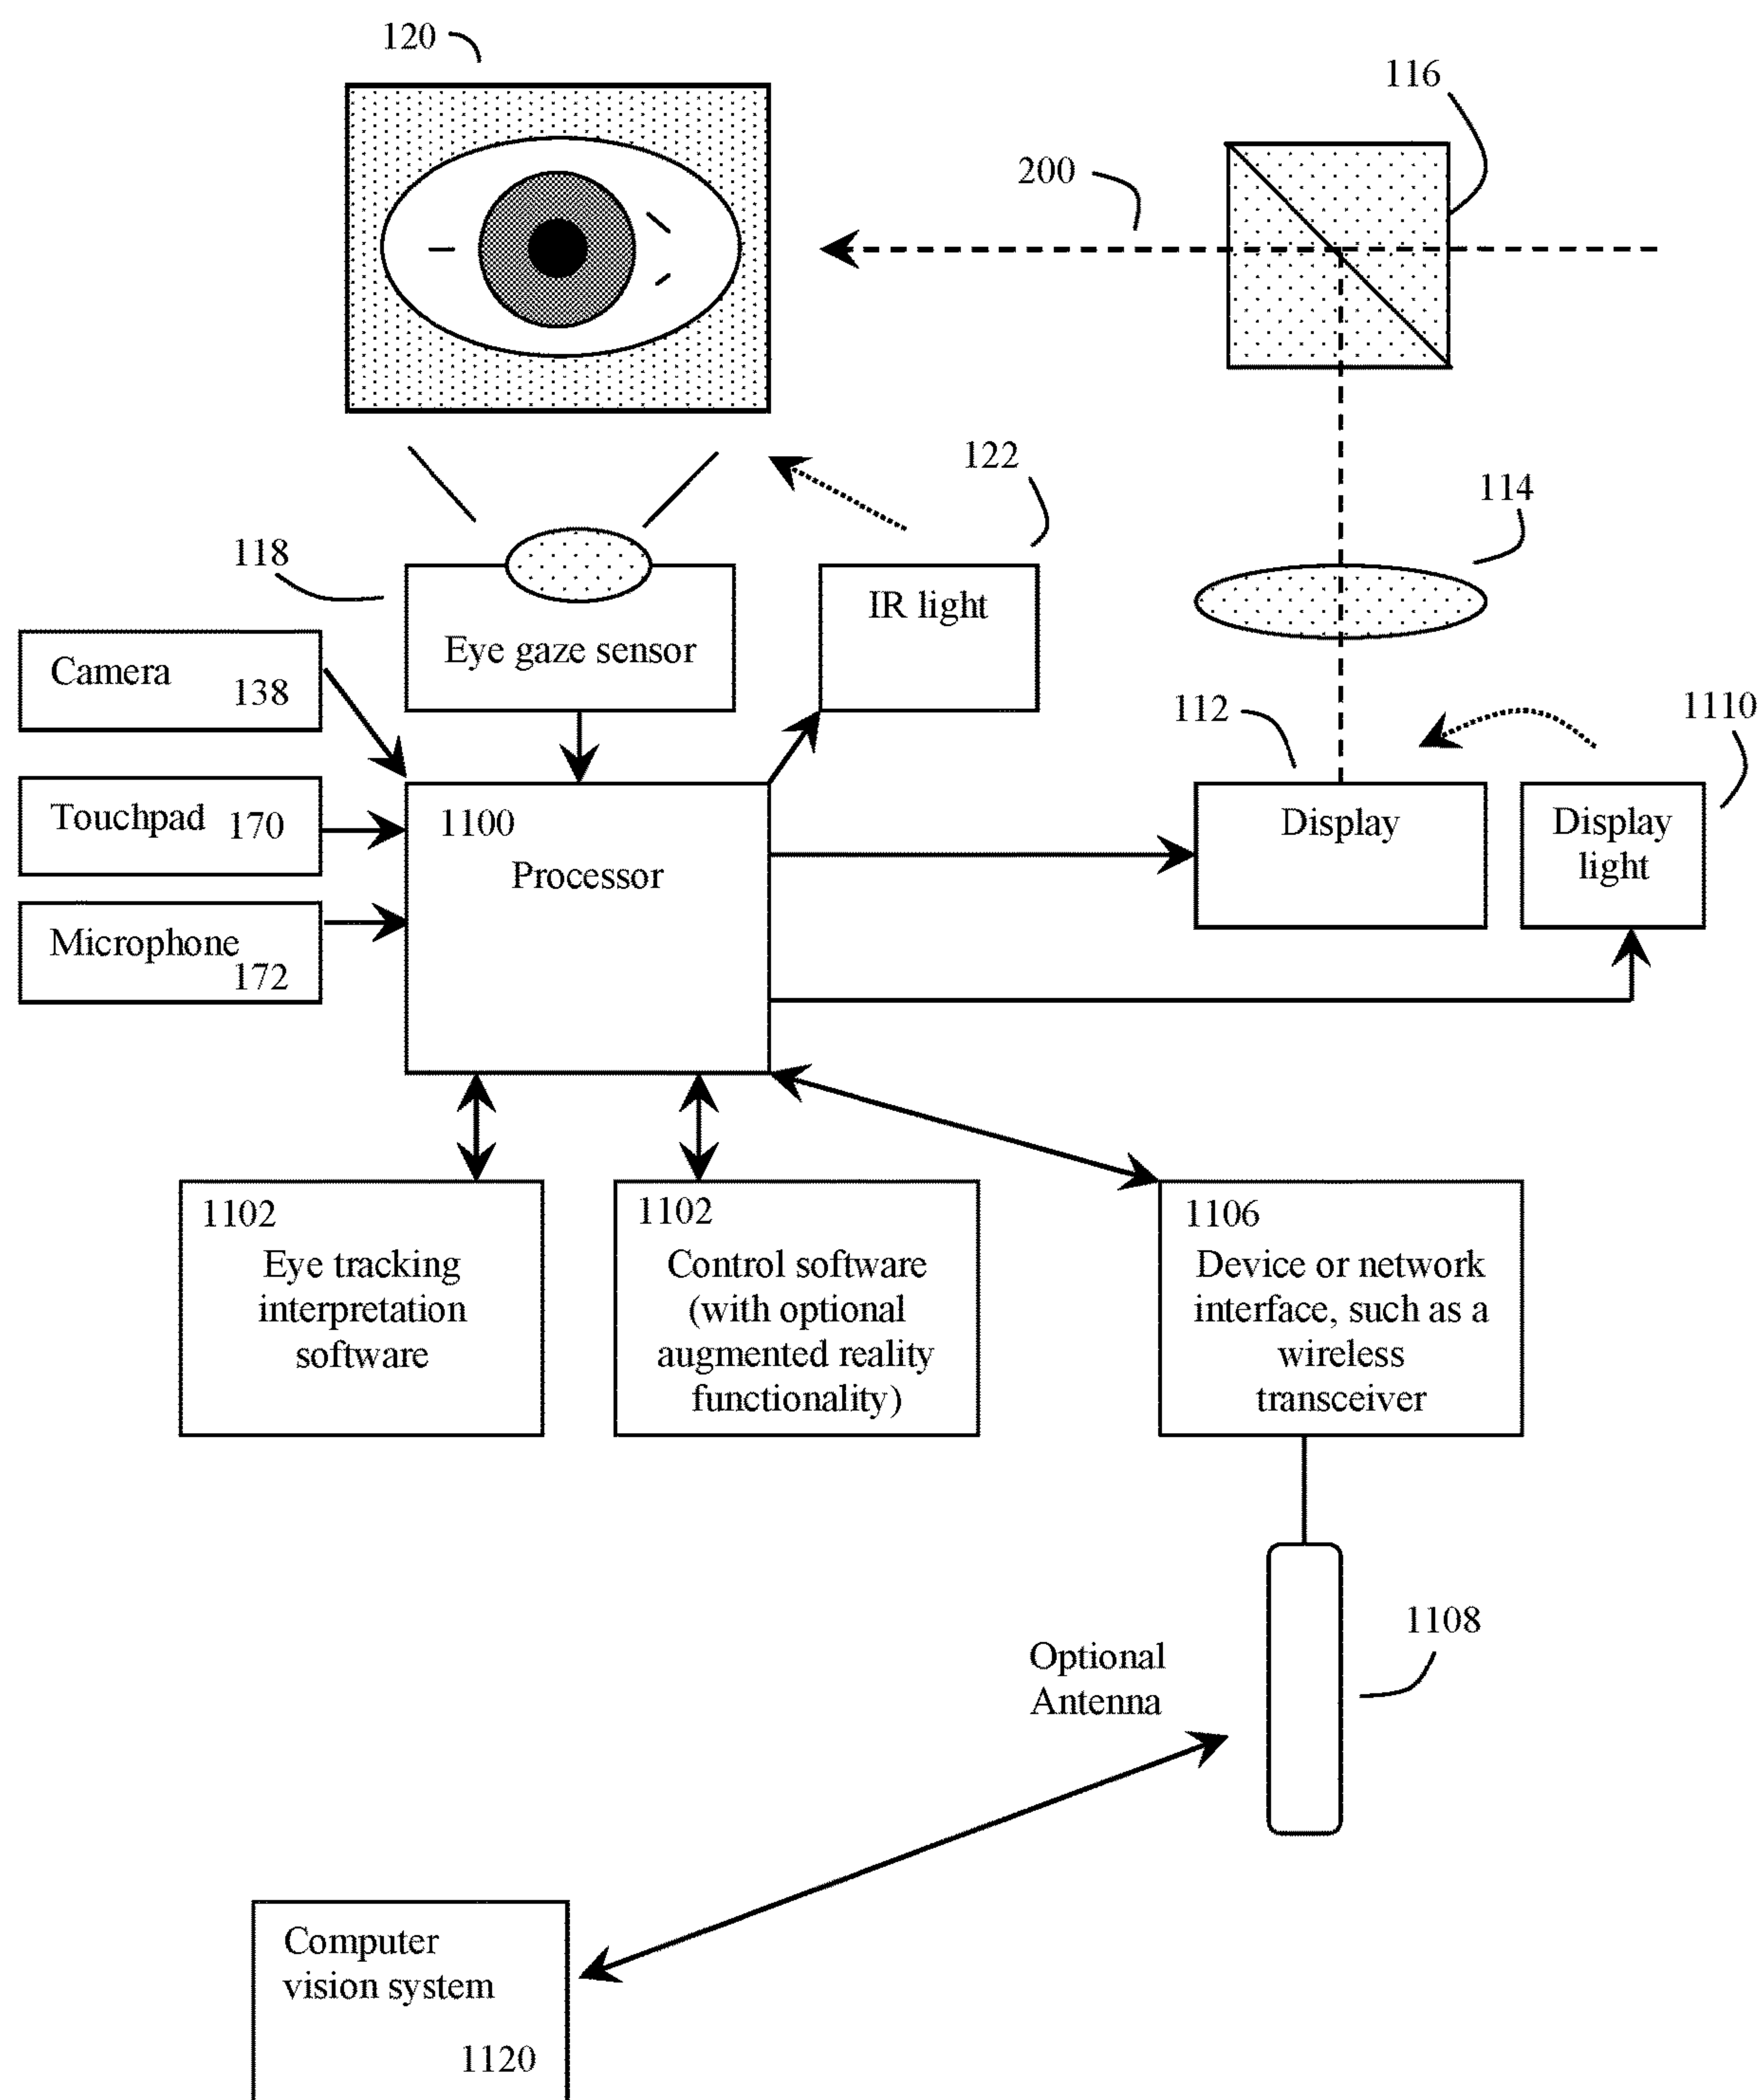 120
116
200
122
114
118
IR light
Eye gaze sensor
Camera
138
112
1110
Touchpad 170
1100
Processor
Display
Display
light
Microphone
172
1102
Eye tracking
interpretation
software
1102
Control software
(with optional
augmented reality
functionality)
1106
Device or network
interface, such as a
wireless
transceiver
1108
Optional
Antenna
Computer
vision system
1120